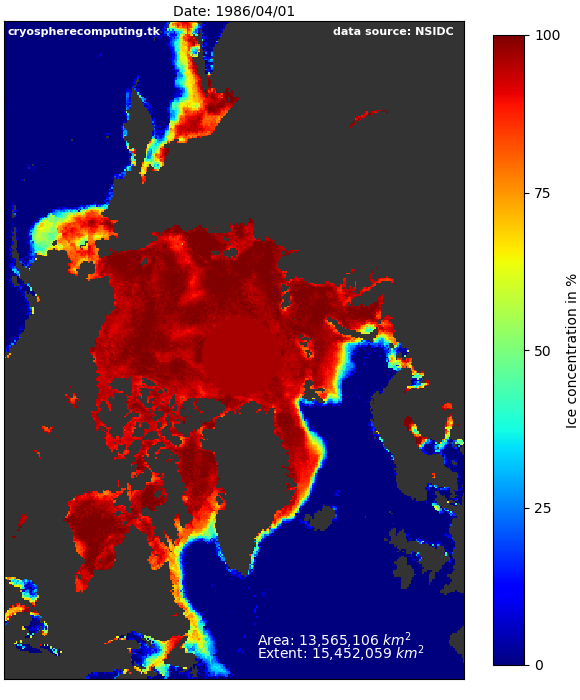 Date: 1986/04/01
cryospherecomputing.tk data source: NSIDC
100
75
50
25
0
Ice concentration in %
Area: 13,565,106 km²
Extent: 15,452,059 km²